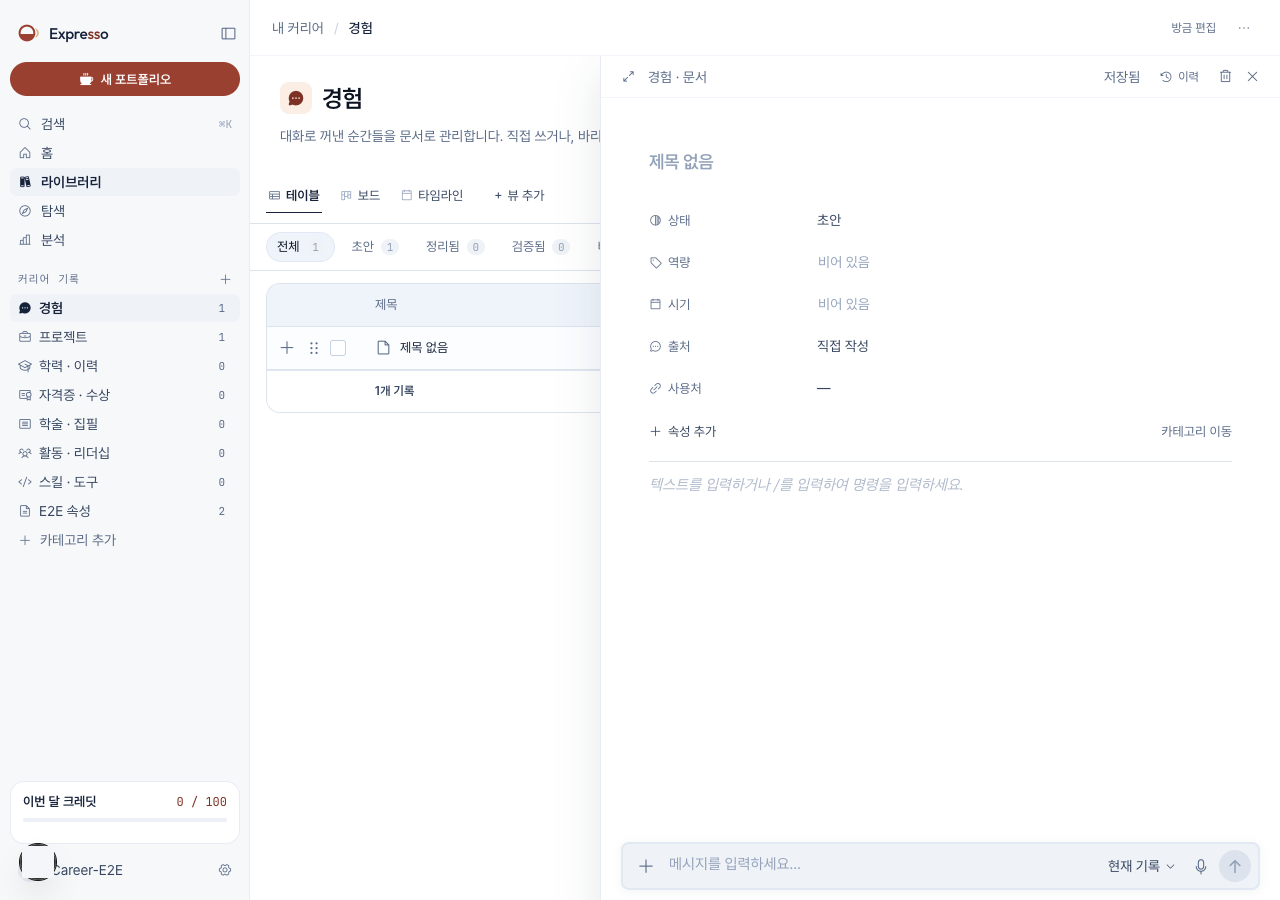 Expresso
새 포트폴리오
검색 ⌘K
홈
라이브러리
탐색
분석
커리어 기록
경험 1
프로젝트 1
학력 · 이력 0
자격증 · 수상 0
학술 · 집필 0
활동 · 리더십 0
스킬 · 도구 0
E2E 속성 2
카테고리 추가
이번 달 크레딧 0 / 100
Career-E2E
내 커리어 / 경험
방금 편집
경험
대화로 꺼낸 순간들을 문서로 관리합니다. 직접 쓰거나, 바리
테이블 보드 타임라인 + 뷰 추가
전체 1 초안 1 정리됨 0 검증됨 0
제목
제목 없음
1개 기록
경험 · 문서 저장됨 이력
제목 없음
상태 초안
역량 비어 있음
시기 비어 있음
출처 직접 작성
사용처 —
속성 추가 카테고리 이동
텍스트를 입력하거나 /를 입력하여 명령을 입력하세요.
메시지를 입력하세요... 현재 기록